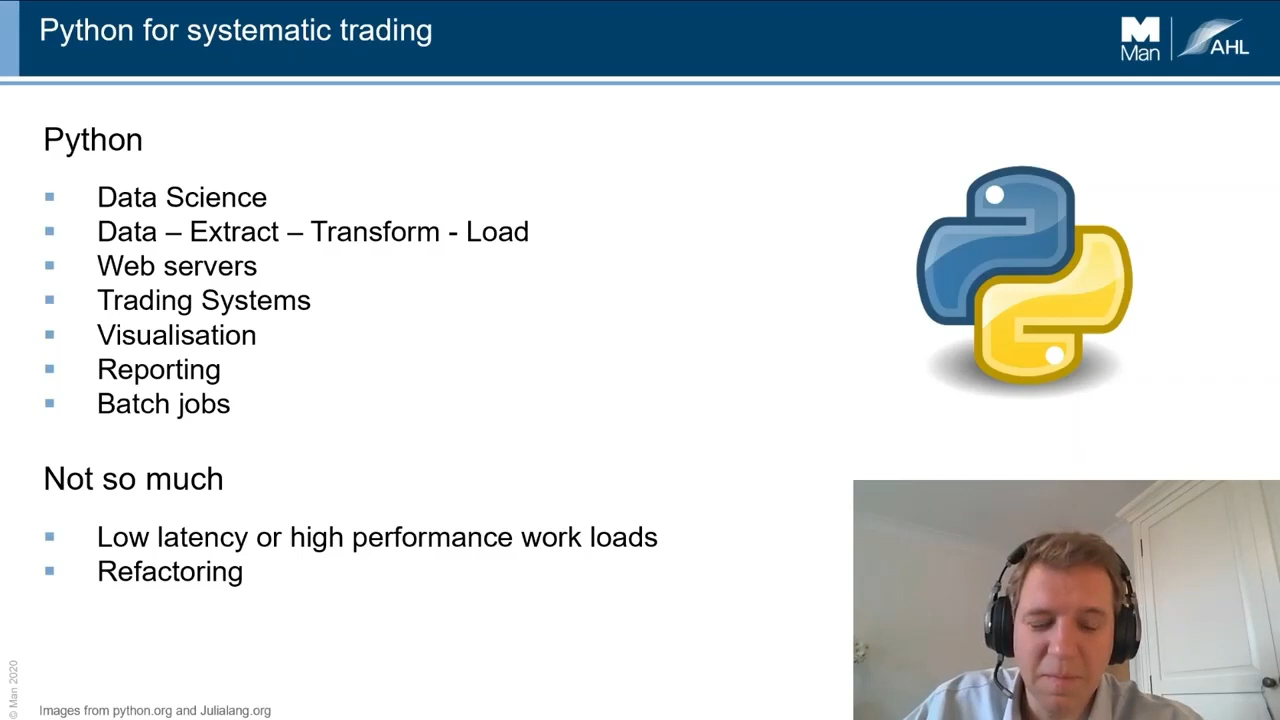 Python for systematic trading
Man
AHL
Python
Data Science
Data – Extract – Transform - Load
Web servers
Trading Systems
Visualisation
Reporting
Batch jobs
Not so much
Low latency or high performance work loads
Refactoring
© Man 2020
Images from python.org and Julialang.org